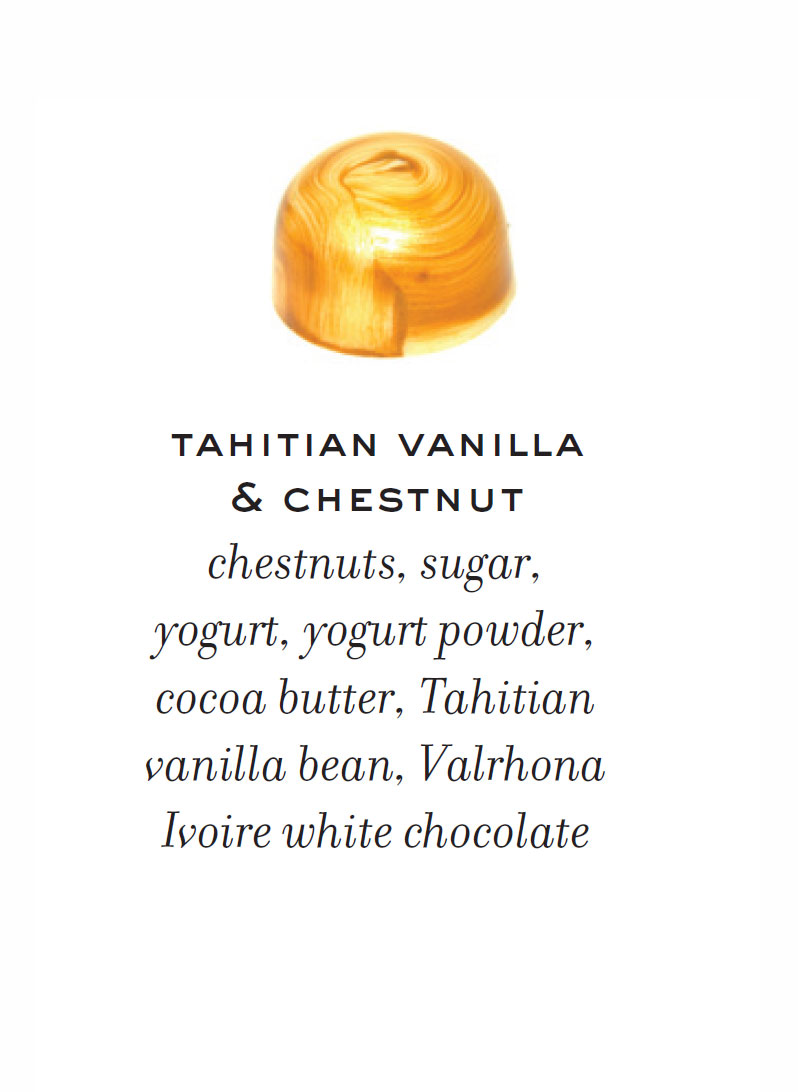 TAHITIAN VANILLA
& CHESTNUT
chestnuts, sugar,
yogurt, yogurt powder,
cocoa butter, Tahitian
vanilla bean, Valrhona
Ivoire white chocolate